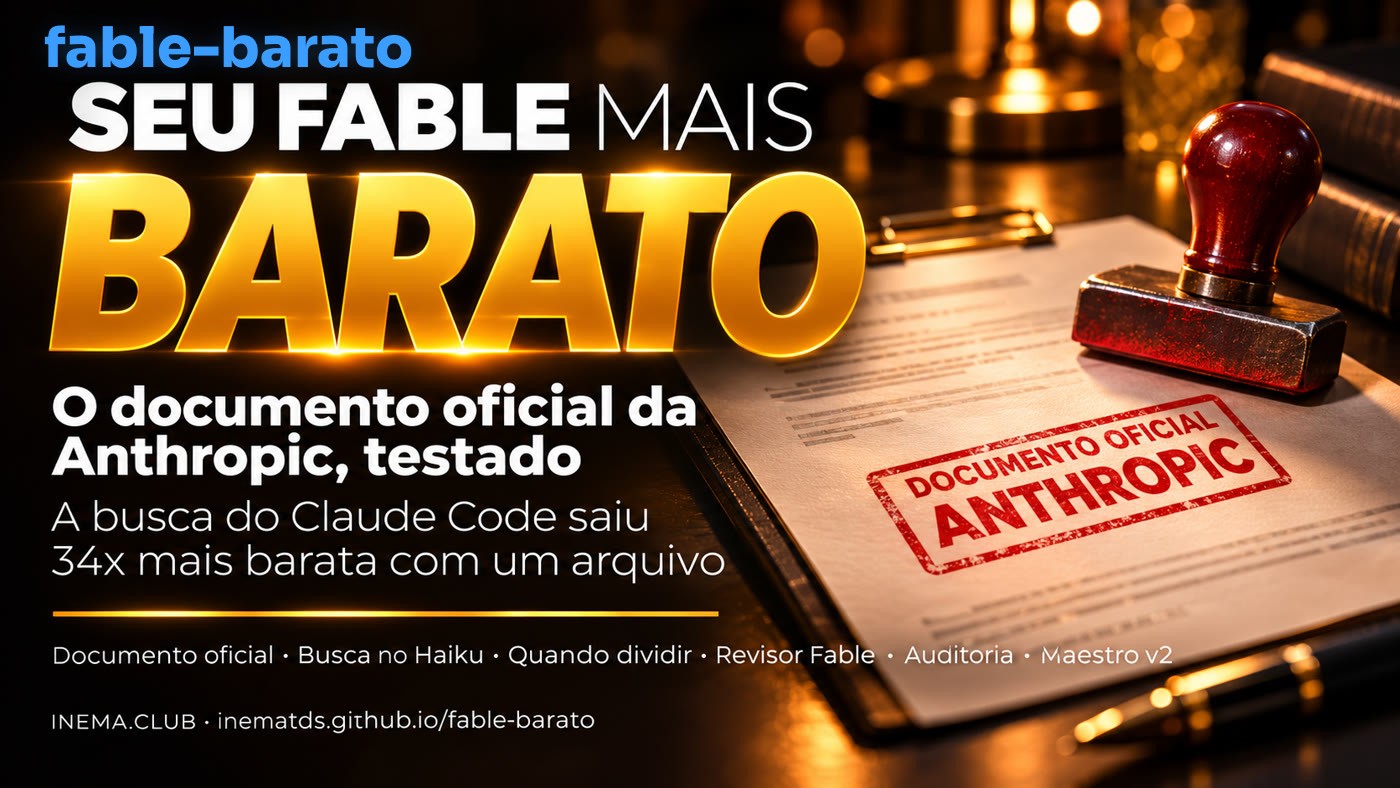 fable-barato
SEU FABLE MAIS
BARATO
O documento oficial da
Anthropic, testado
A busca do Claude Code saiu
34x mais barata com um arquivo
Documento oficial • Busca no Haiku • Quando dividir • Revisor Fable • Auditoria • Maestro v2
INEMA.CLUB • inematds.github.io/fable-barato
DOCUMENTO OFICIAL
ANTHROPIC